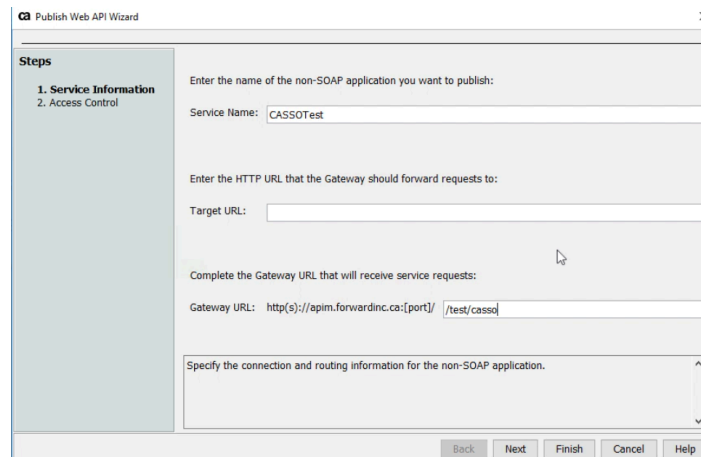 ca Publish Web API Wizard
Steps
1. Service Information
2. Access Control
Enter the name of the non-SOAP application you want to publish:
Service Name: CASSOTest
Enter the HTTP URL that the Gateway should forward requests to:
Target URL:
Complete the Gateway URL that will receive service requests:
Gateway URL: http(s)://apim.forwardinc.ca:[port]/ /test/casso
Specify the connection and routing information for the non-SOAP application.
Back Next Finish Cancel Help